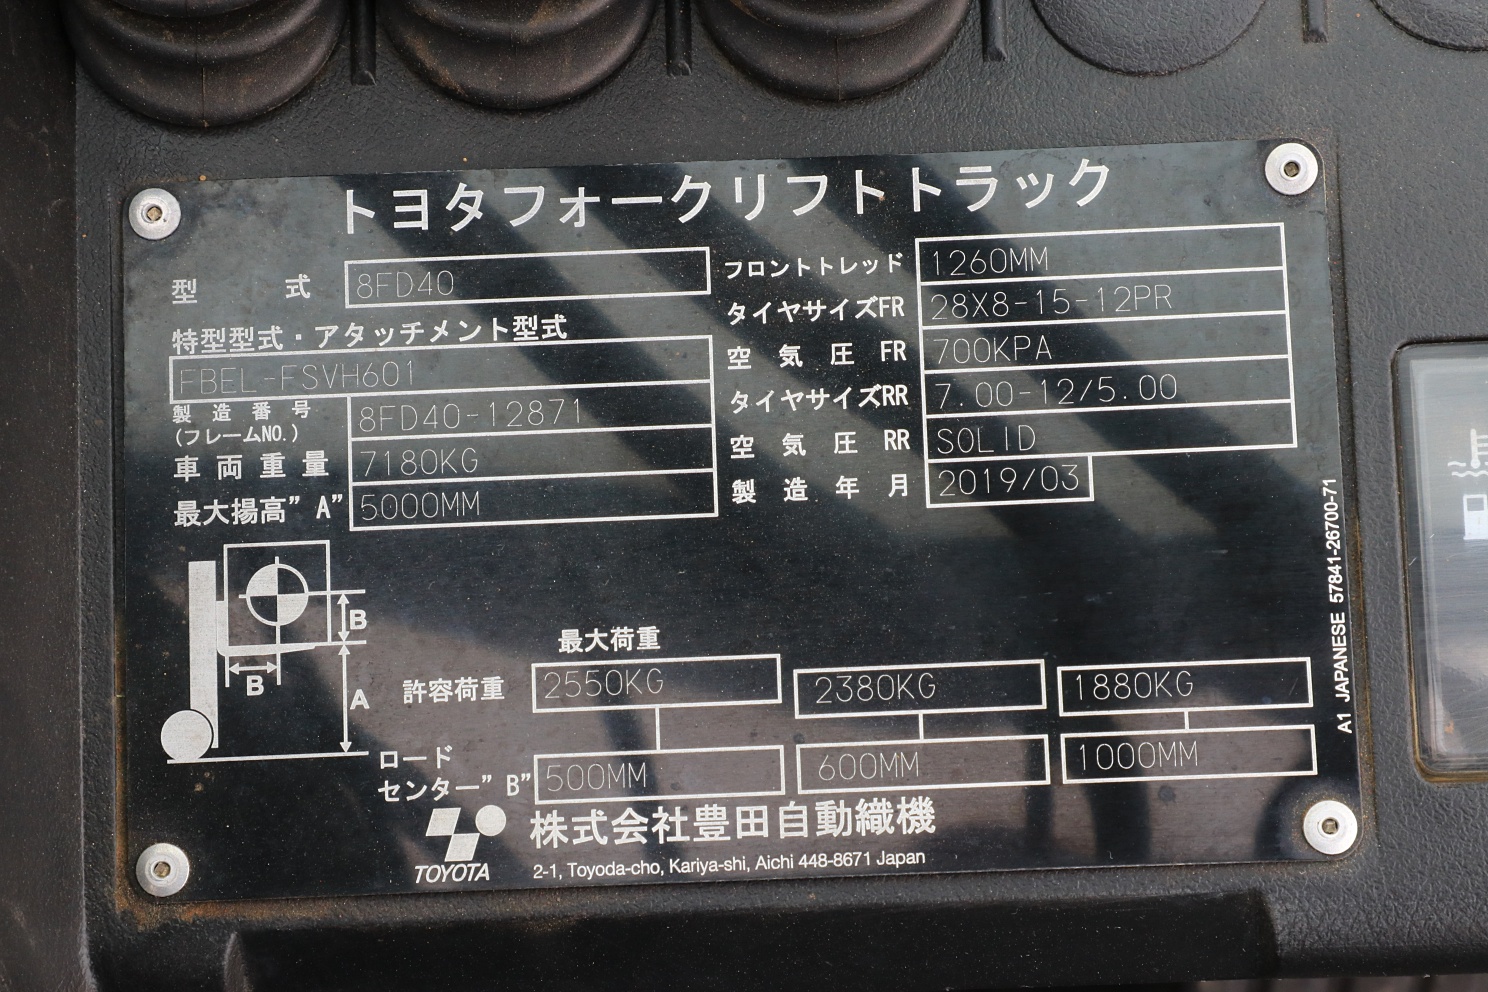 トヨタフォークリフトトラック
型式 8FD40
特型型式・アタッチメント型式
FBEL-FSVH601
製造番号 (フレームNO.) 8FD40-12871
車両重量 7180KG
最大揚高”A” 5000MM
フロントトレッド 1260MM
タイヤサイズFR 28X8-15-12PR
空気圧 FR 700KPA
タイヤサイズRR 7.00-12/5.00
空気圧 RR SOLID
製造年月 2019/03
B
B
A
最大荷重
許容荷重 2550KG 2380KG 1880KG
ロードセンター”B” 500MM 600MM 1000MM
TOYOTA
株式会社豊田自動織機
2-1, Toyoda-cho, Kariya-shi, Aichi 448-8671 Japan
A1 JAPANESE 57841-26700-71